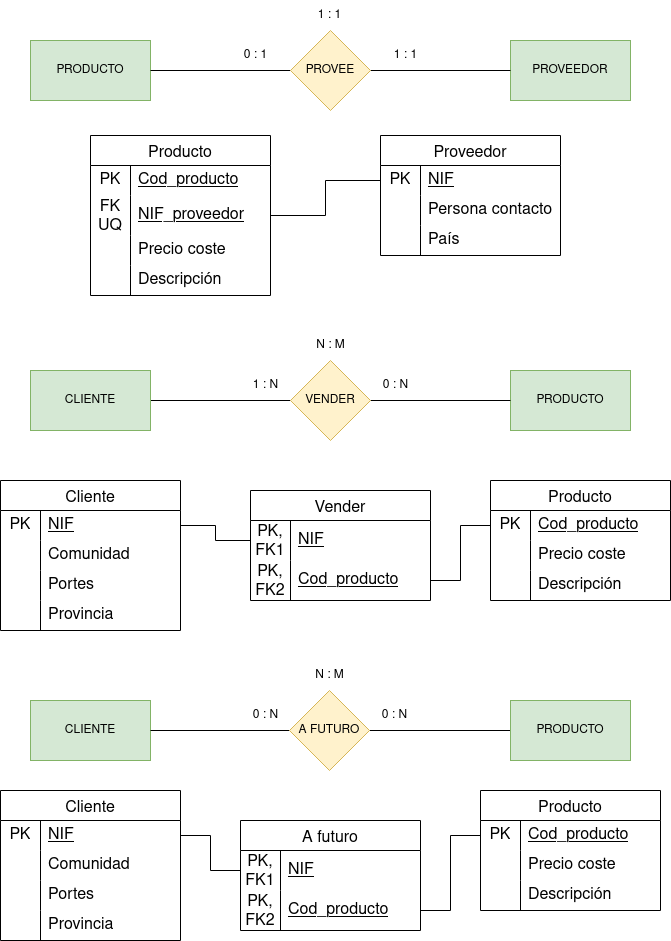 1 : 1
0 : 1
1 : 1
PRODUCTO
PROVEE
PROVEEDOR
Producto
PK Cod_producto
FK
UQ
NIF_proveedor
Precio coste
Descripción
Proveedor
PK NIF
Persona contacto
País
N : M
1 : N
0 : N
CLIENTE
VENDER
PRODUCTO
Cliente
PK NIF
Comunidad
Portes
Provincia
Vender
PK,
FK1
NIF
PK,
FK2
Cod_producto
Producto
PK Cod_producto
Precio coste
Descripción
N : M
0 : N
0 : N
CLIENTE
A FUTURO
PRODUCTO
Cliente
PK NIF
Comunidad
Portes
Provincia
A futuro
PK,
FK1
NIF
PK,
FK2
Cod_producto
Producto
PK Cod_producto
Precio coste
Descripción